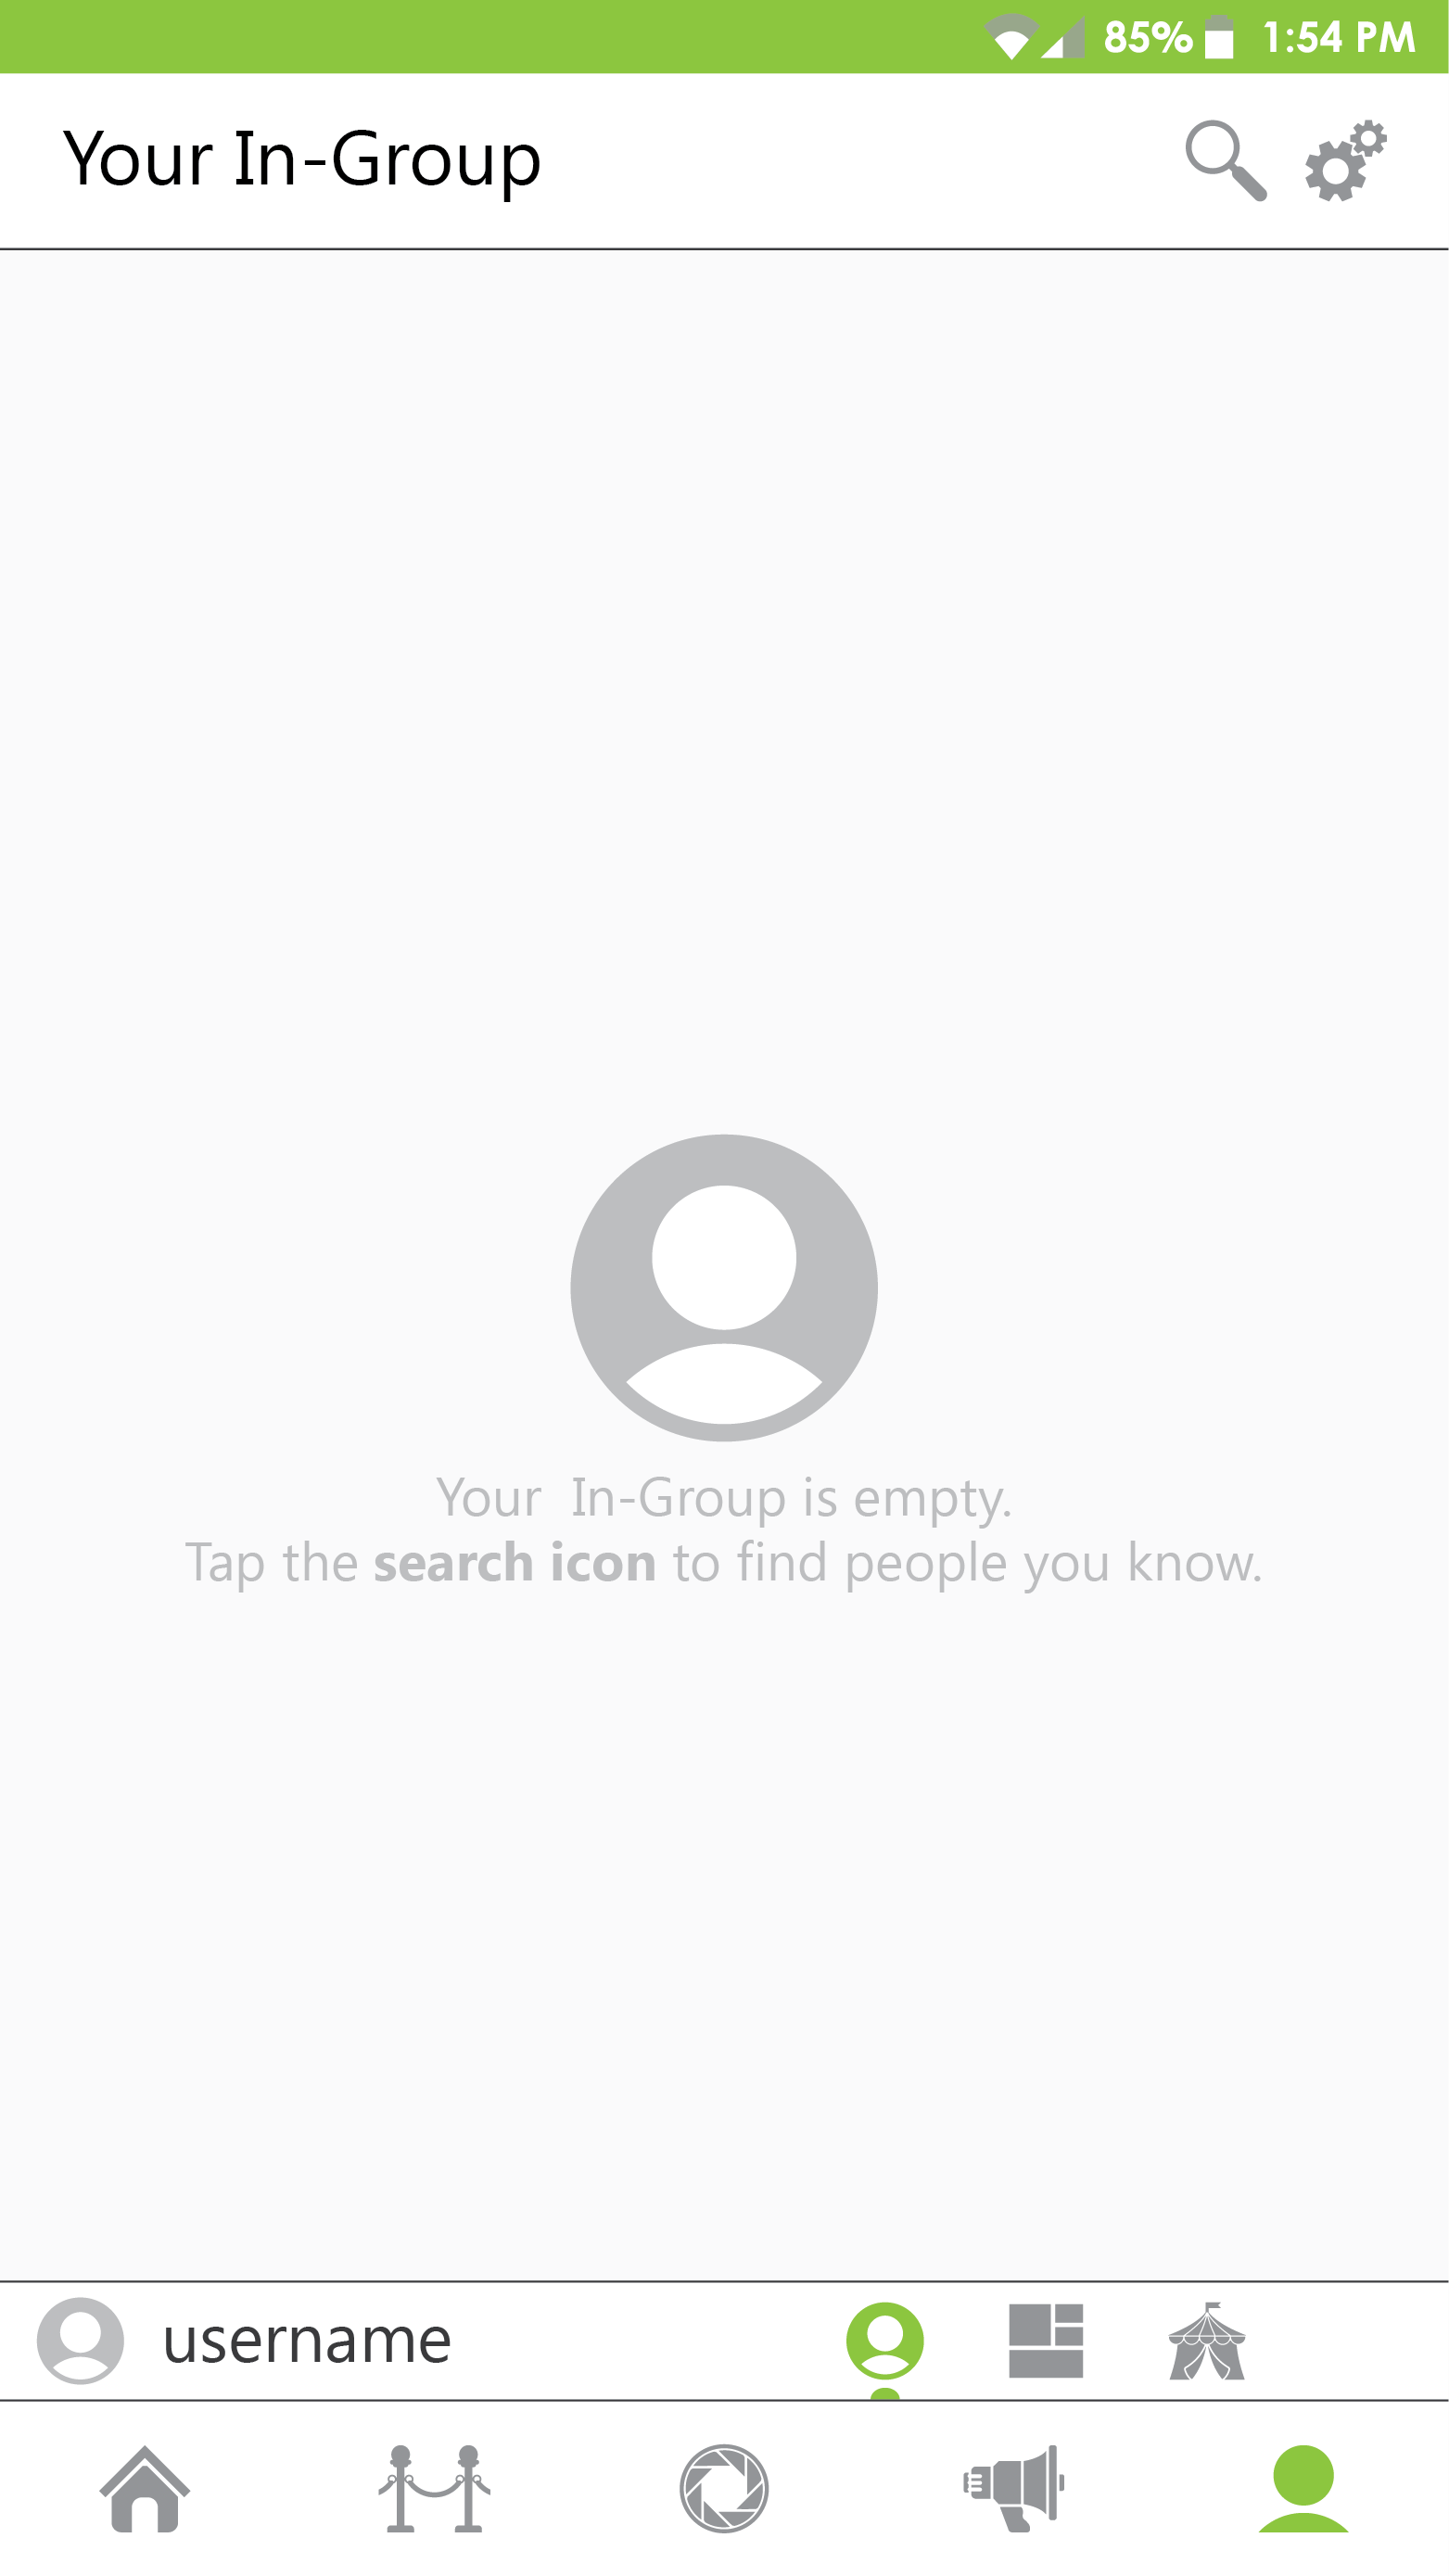 85% 1:54 PM
Your In-Group
Your In-Group is empty.
Tap the search icon to find people you know.
username